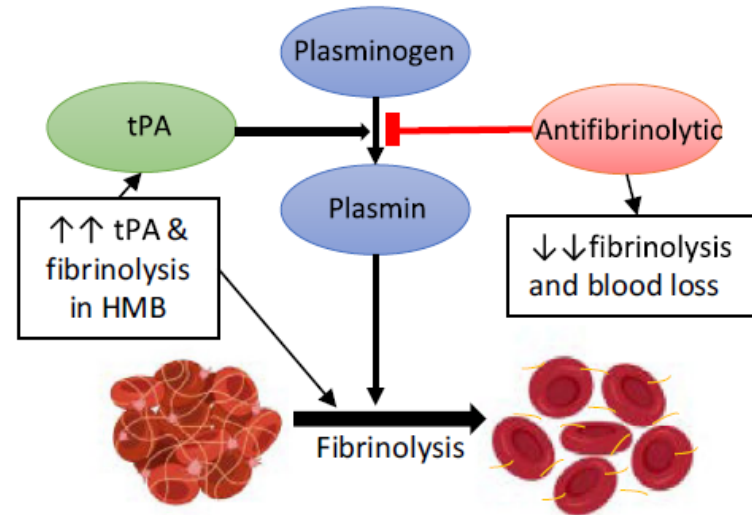 Plasminogen
tPA
Antifibrinolytic
Plasmin
↑↑ tPA &
fibrinolysis
in HMB
↓↓fibrinolysis
and blood loss
Fibrinolysis